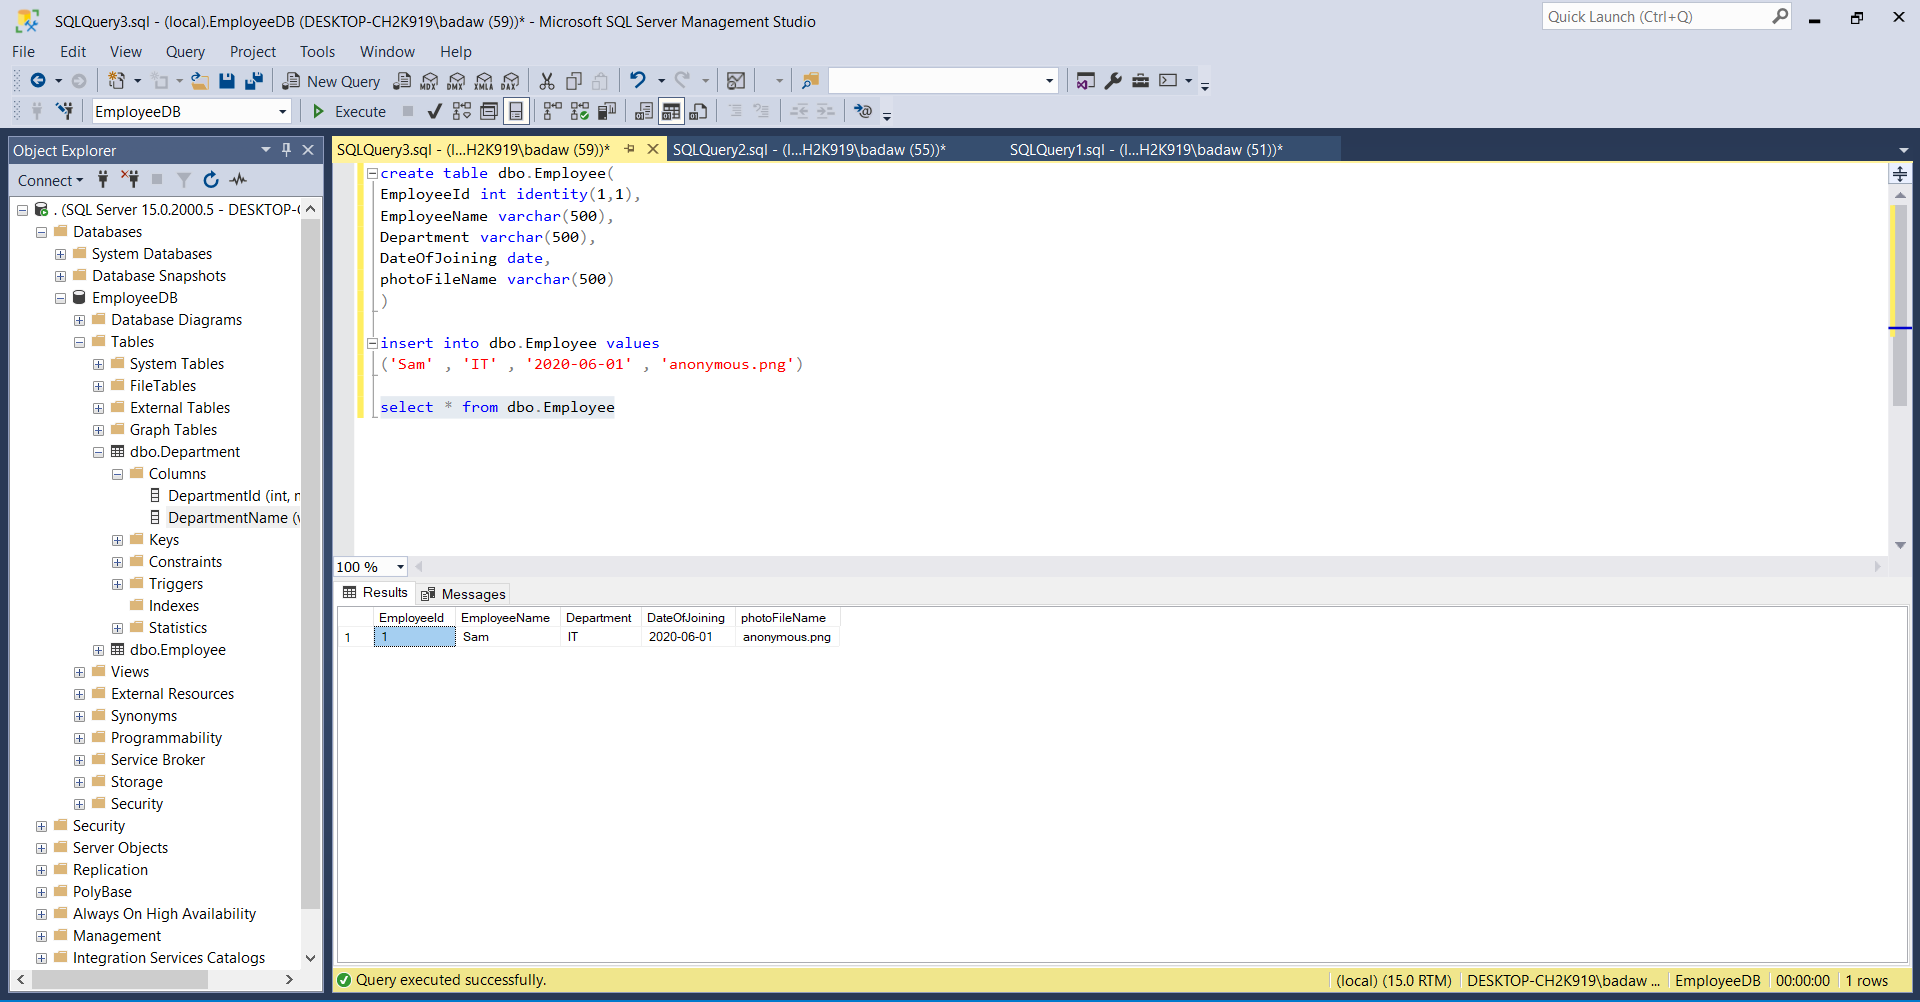 SQLQuery3.sql - (local).EmployeeDB (DESKTOP-CH2K919\badaw (59))* - Microsoft SQL Server Management Studio
Quick Launch (Ctrl+Q)
File Edit View Query Project Tools Window Help
New Query MDX DMX XMLA DAX
EmployeeDB Execute
Object Explorer
Connect
. (SQL Server 15.0.2000.5 - DESKTOP-(
Databases
System Databases
Database Snapshots
EmployeeDB
Database Diagrams
Tables
System Tables
FileTables
External Tables
Graph Tables
dbo.Department
Columns
DepartmentId (int, r
DepartmentName (v
Keys
Constraints
Triggers
Indexes
Statistics
dbo.Employee
Views
External Resources
Synonyms
Programmability
Service Broker
Storage
Security
Security
Server Objects
Replication
PolyBase
Always On High Availability
Management
Integration Services Catalogs
SQLQuery3.sql - (l...H2K919\badaw (59))* SQLQuery2.sql - (l...H2K919\badaw (55))* SQLQuery1.sql - (l...H2K919\badaw (51))*
create table dbo.Employee(
EmployeeId int identity(1,1),
EmployeeName varchar(500),
Department varchar(500),
DateOfJoining date,
photoFileName varchar(500)
)
insert into dbo.Employee values
('Sam' , 'IT' , '2020-06-01' , 'anonymous.png')
select * from dbo.Employee
100 %
Results Messages
EmployeeId EmployeeName Department DateOfJoining photoFileName
1 1 Sam IT 2020-06-01 anonymous.png
Query executed successfully. (local) (15.0 RTM) DESKTOP-CH2K919\badaw ... EmployeeDB 00:00:00 1 rows